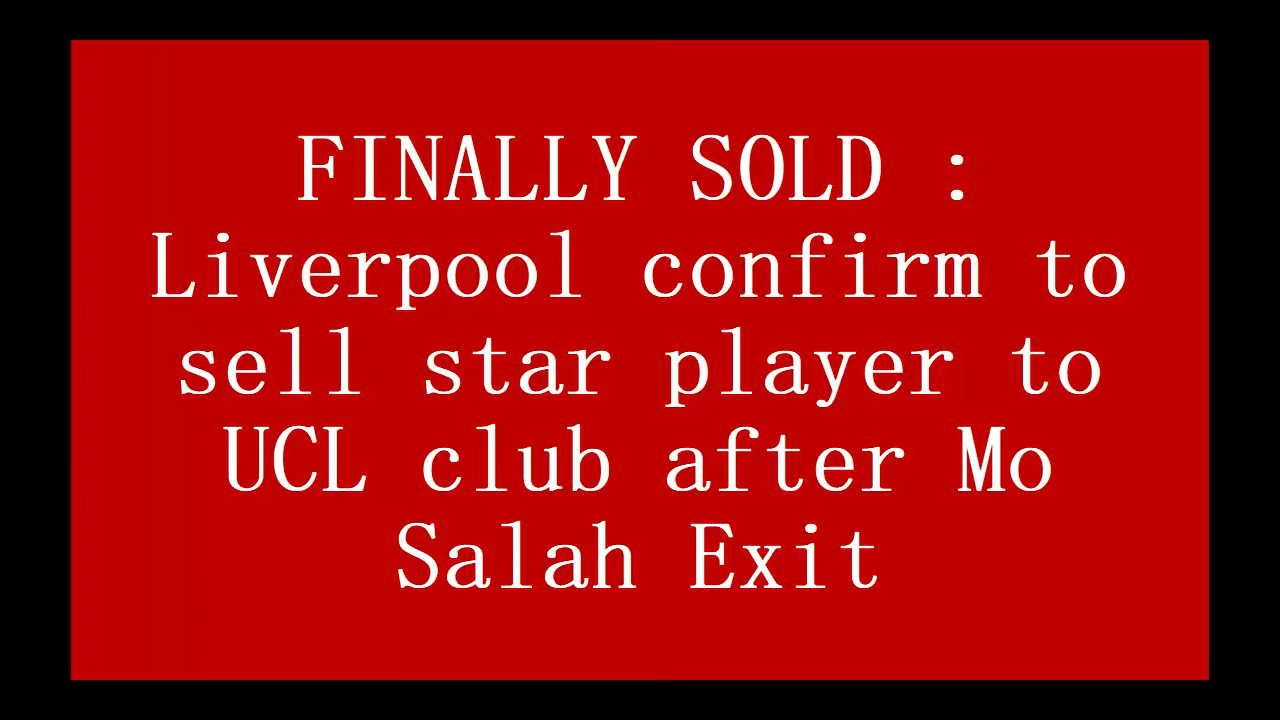 FINALLY SOLD :
Liverpool confirm to
sell star player to
UCL club after Mo
Salah Exit